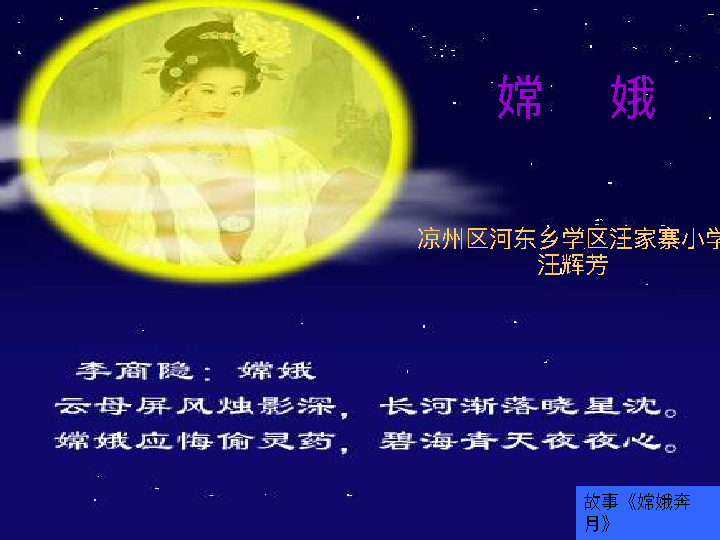 嫦 娥
凉州区河东乡学区汪家寨小学
汪辉芳
李商隐：嫦娥
云母屏风烛影深，长河渐落晓星沈。
嫦娥应悔偷灵药，碧海青天夜夜心。
故事《嫦娥奔
月》